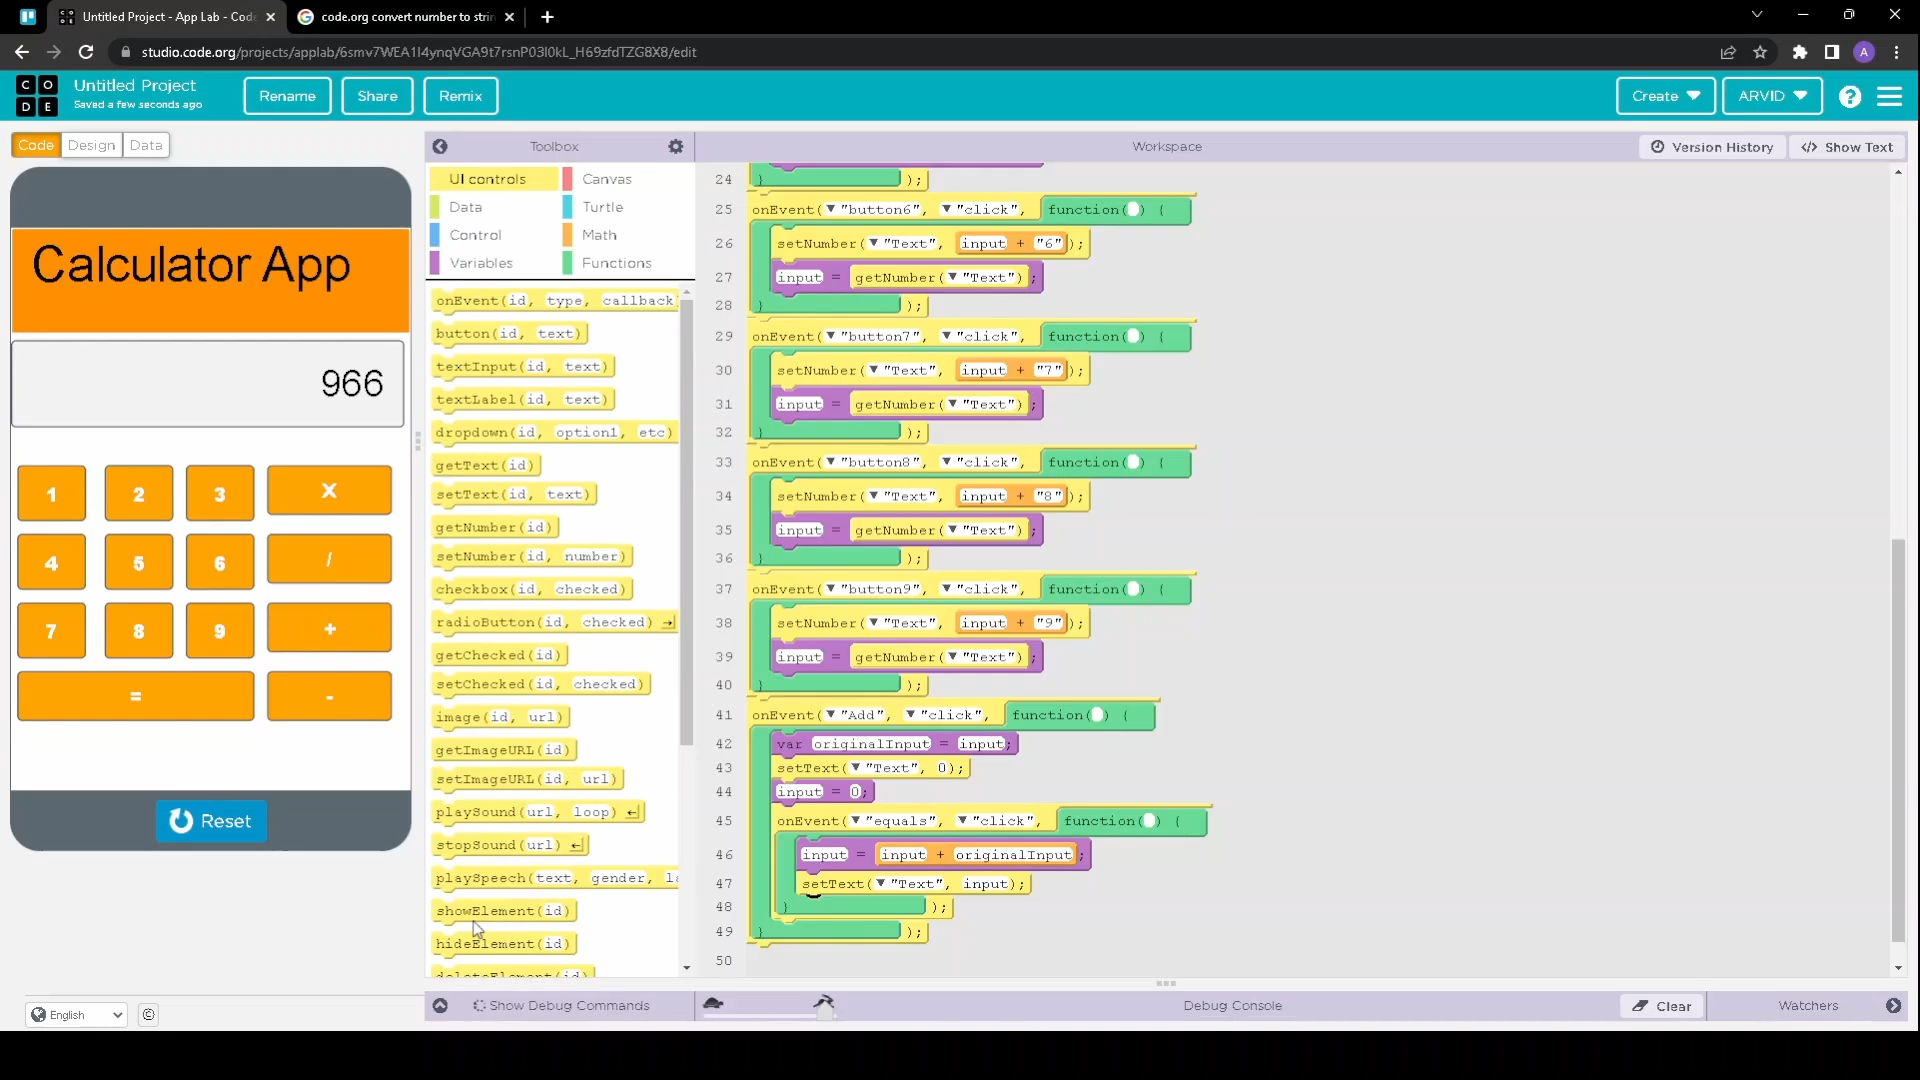 Untitled Project - App Lab - Code
code.org convert number to strin
studio.code.org/projects/applab/6smv7WEA1I4ynqVGA9t7rsnP03l0kL_H69zfdTZG8X8/edit
A
C O D E
Untitled Project
Saved a few seconds ago
Rename
Share
Remix
Create
ARVID
?
Code
Design
Data
Toolbox
Workspace
Version History
</> Show Text
Calculator App
966
1
2
3
X
4
5
6
/
7
8
9
+
=
-
Reset
English
©
UI controls
Canvas
Data
Turtle
Control
Math
Variables
Functions
onEvent(id, type, callback
button(id, text)
textInput(id, text)
textLabel(id, text)
dropdown(id, option1, etc)
getText(id)
setText(id, text)
getNumber(id)
setNumber(id, number)
checkbox(id, checked)
radioButton(id, checked)
getChecked(id)
setChecked(id, checked)
image(id, url)
getImageURL(id)
setImageURL(id, url)
playSound(url, loop)
stopSound(url)
playSpeech(text, gender, la
showElement(id)
hideElement(id)
deleteElement(id)
24 } );
25 onEvent( "button6", "click", function( ) {
26 setNumber( "Text", input + "6");
27 input = getNumber( "Text") ;
28 } );
29 onEvent( "button7", "click", function( ) {
30 setNumber( "Text", input + "7");
31 input = getNumber( "Text") ;
32 } );
33 onEvent( "button8", "click", function( ) {
34 setNumber( "Text", input + "8");
35 input = getNumber( "Text") ;
36 } );
37 onEvent( "button9", "click", function( ) {
38 setNumber( "Text", input + "9");
39 input = getNumber( "Text") ;
40 } );
41 onEvent( "Add", "click", function( ) {
42 var originalInput = input;
43 setText( "Text", 0);
44 input = 0;
45 onEvent( "equals", "click", function( ) {
46 input = input + originalInput ;
47 setText( "Text", input);
48 } );
49 } );
50
Show Debug Commands
Debug Console
Clear
Watchers